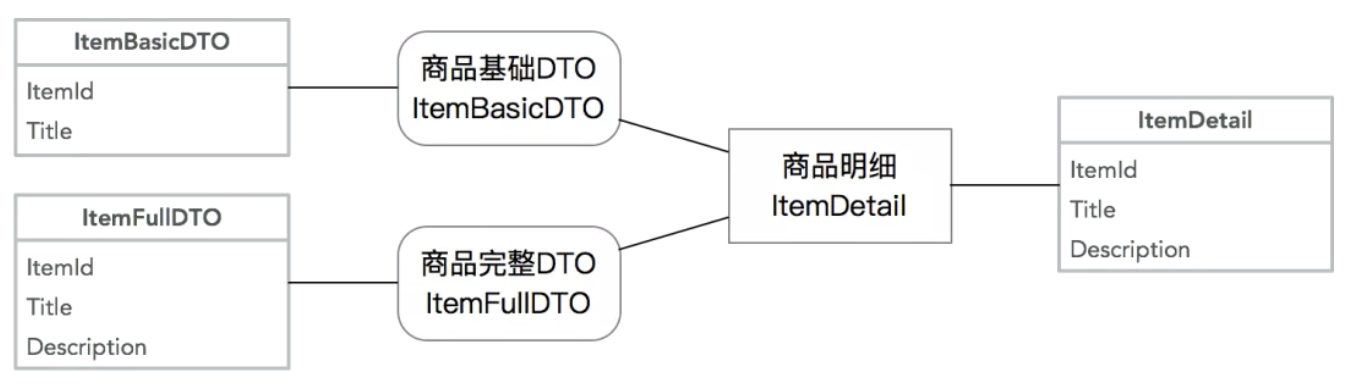 ItemBasicDTO
ItemId
Title
商品基础DTO
ItemBasicDTO
ItemFullDTO
ItemId
Title
Description
商品完整DTO
ItemFullDTO
商品明细
ItemDetail
ItemDetail
ItemId
Title
Description